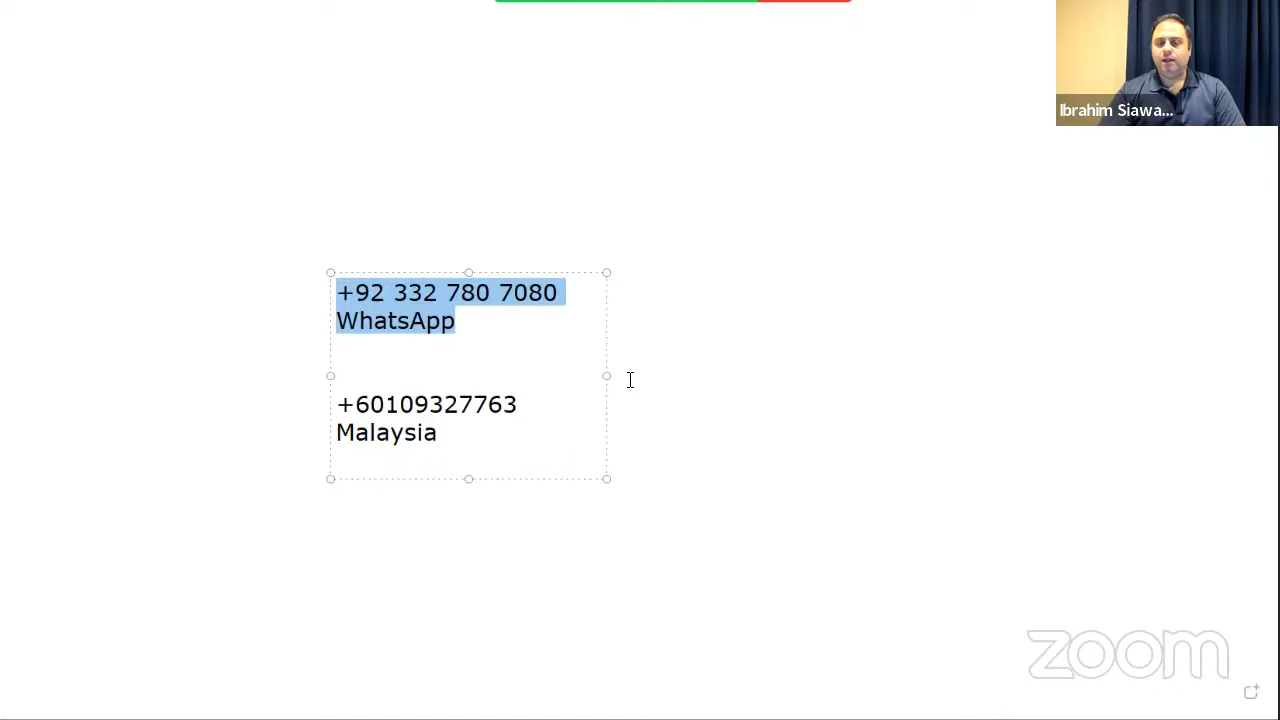 Ibrahim Siawa...
+92 332 780 7080
WhatsApp
+60109327763
Malaysia
zoom